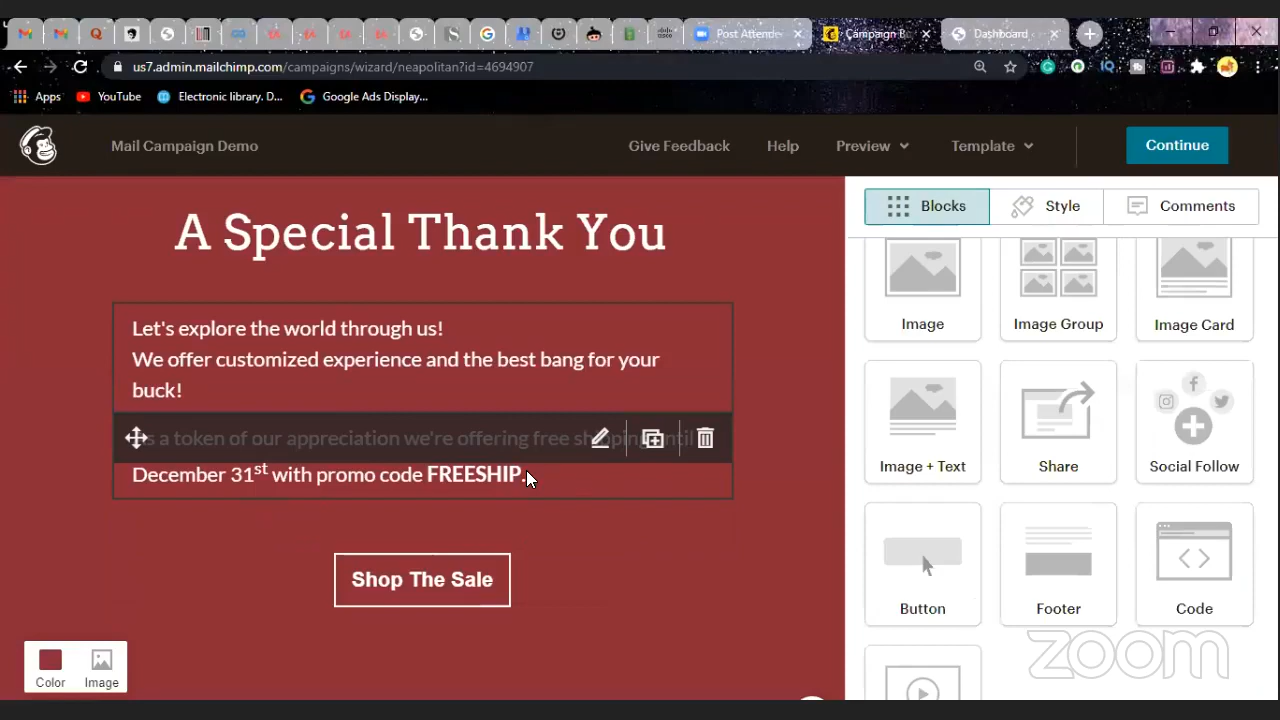 Post Attende
Campaign B
Dashboard
us7.admin.mailchimp.com/campaigns/wizard/neapolitan?id=4694907
Apps
YouTube
Electronic library. D...
Google Ads Display...
Mail Campaign Demo
Give Feedback
Help
Preview
Template
Continue
A Special Thank You
Blocks
Style
Comments
Let's explore the world through us!
We offer customized experience and the best bang for your
buck!
As a token of our appreciation we're offering free shipping until
December 31st with promo code FREESHIP.
Shop The Sale
Image
Image Group
Image Card
Image + Text
Share
Social Follow
Button
Footer
Code
Color
Image
zoom